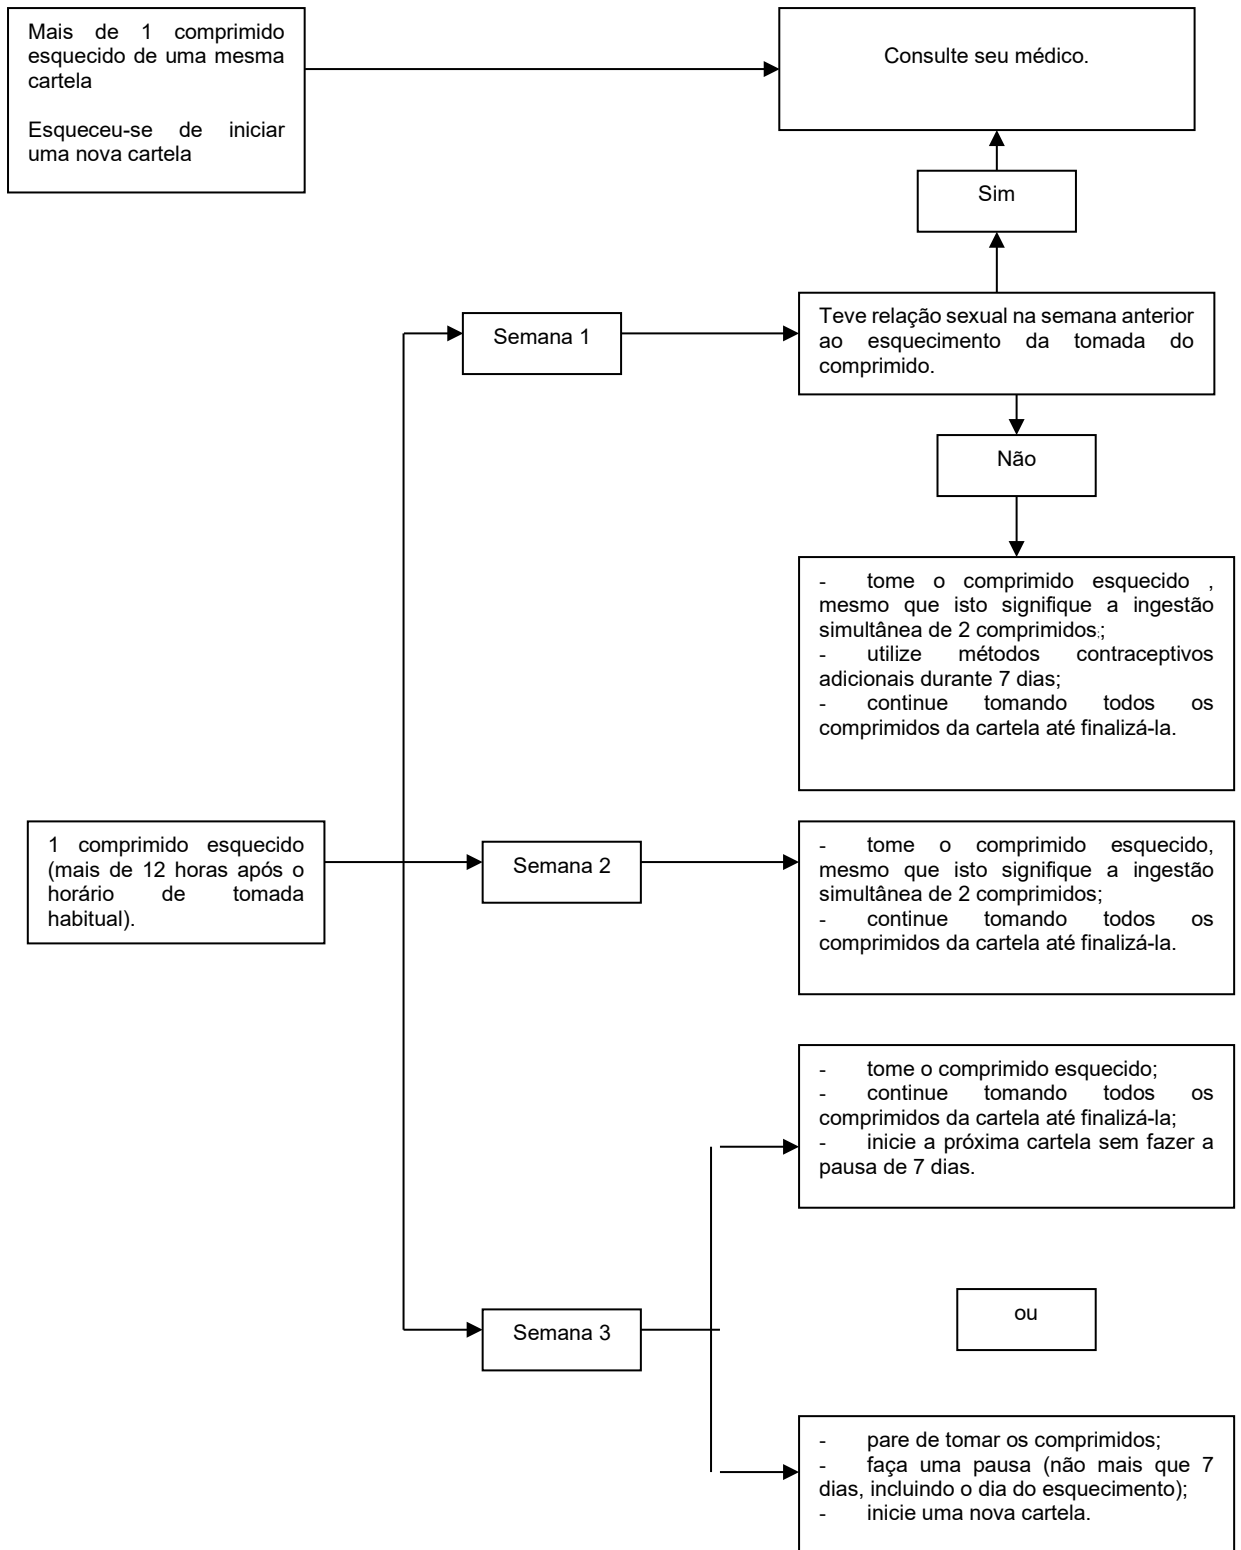 Mais de 1 comprimido
esquecido de uma mesma
cartela
Esqueceu-se de iniciar
uma nova cartela
Consulte seu médico.
Sim
Semana 1
Teve relação sexual na semana anterior
ao esquecimento da tomada do
comprimido.
Não
- tome o comprimido esquecido ,
mesmo que isto signifique a ingestão
simultânea de 2 comprimidos;;
- utilize métodos contraceptivos
adicionais durante 7 dias;
- continue tomando todos os
comprimidos da cartela até finalizá-la.
1 comprimido esquecido
(mais de 12 horas após o
horário de tomada
habitual).
Semana 2
- tome o comprimido esquecido,
mesmo que isto signifique a ingestão
simultânea de 2 comprimidos;
- continue tomando todos os
comprimidos da cartela até finalizá-la.
- tome o comprimido esquecido;
- continue tomando todos os
comprimidos da cartela até finalizá-la;
- inicie a próxima cartela sem fazer a
pausa de 7 dias.
Semana 3
ou
- pare de tomar os comprimidos;
- faça uma pausa (não mais que 7
dias, incluindo o dia do esquecimento);
- inicie uma nova cartela.